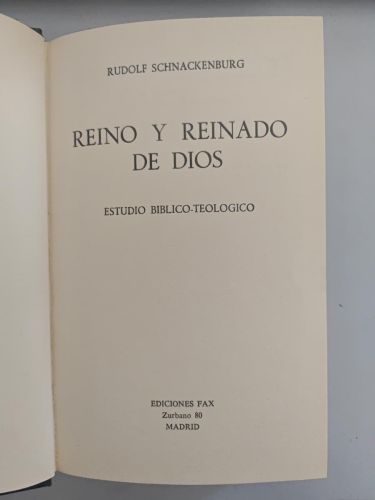 RUDOLF SCHNACKENBURG
REINO Y REINADO
DE DIOS
ESTUDIO BIBLICO-TEOLOGICO
EDICIONES FAX
Zurbano 80
MADRID